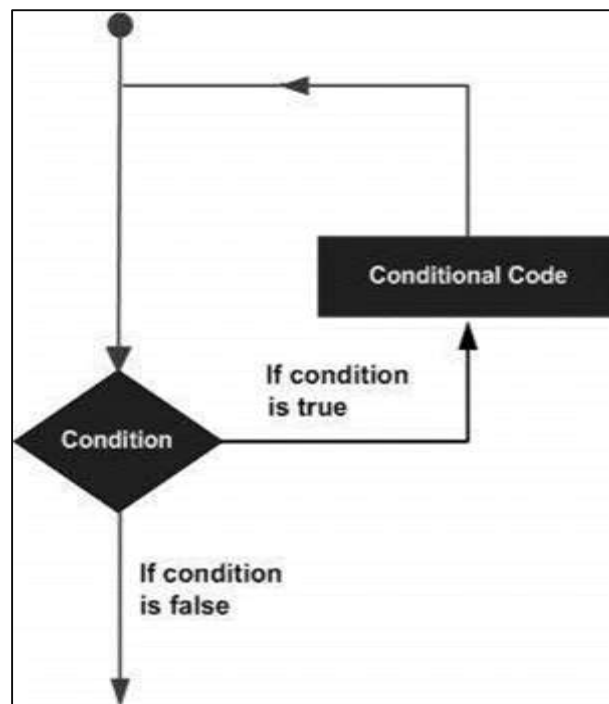 Conditional Code
If condition
is true
Condition
If condition
is false